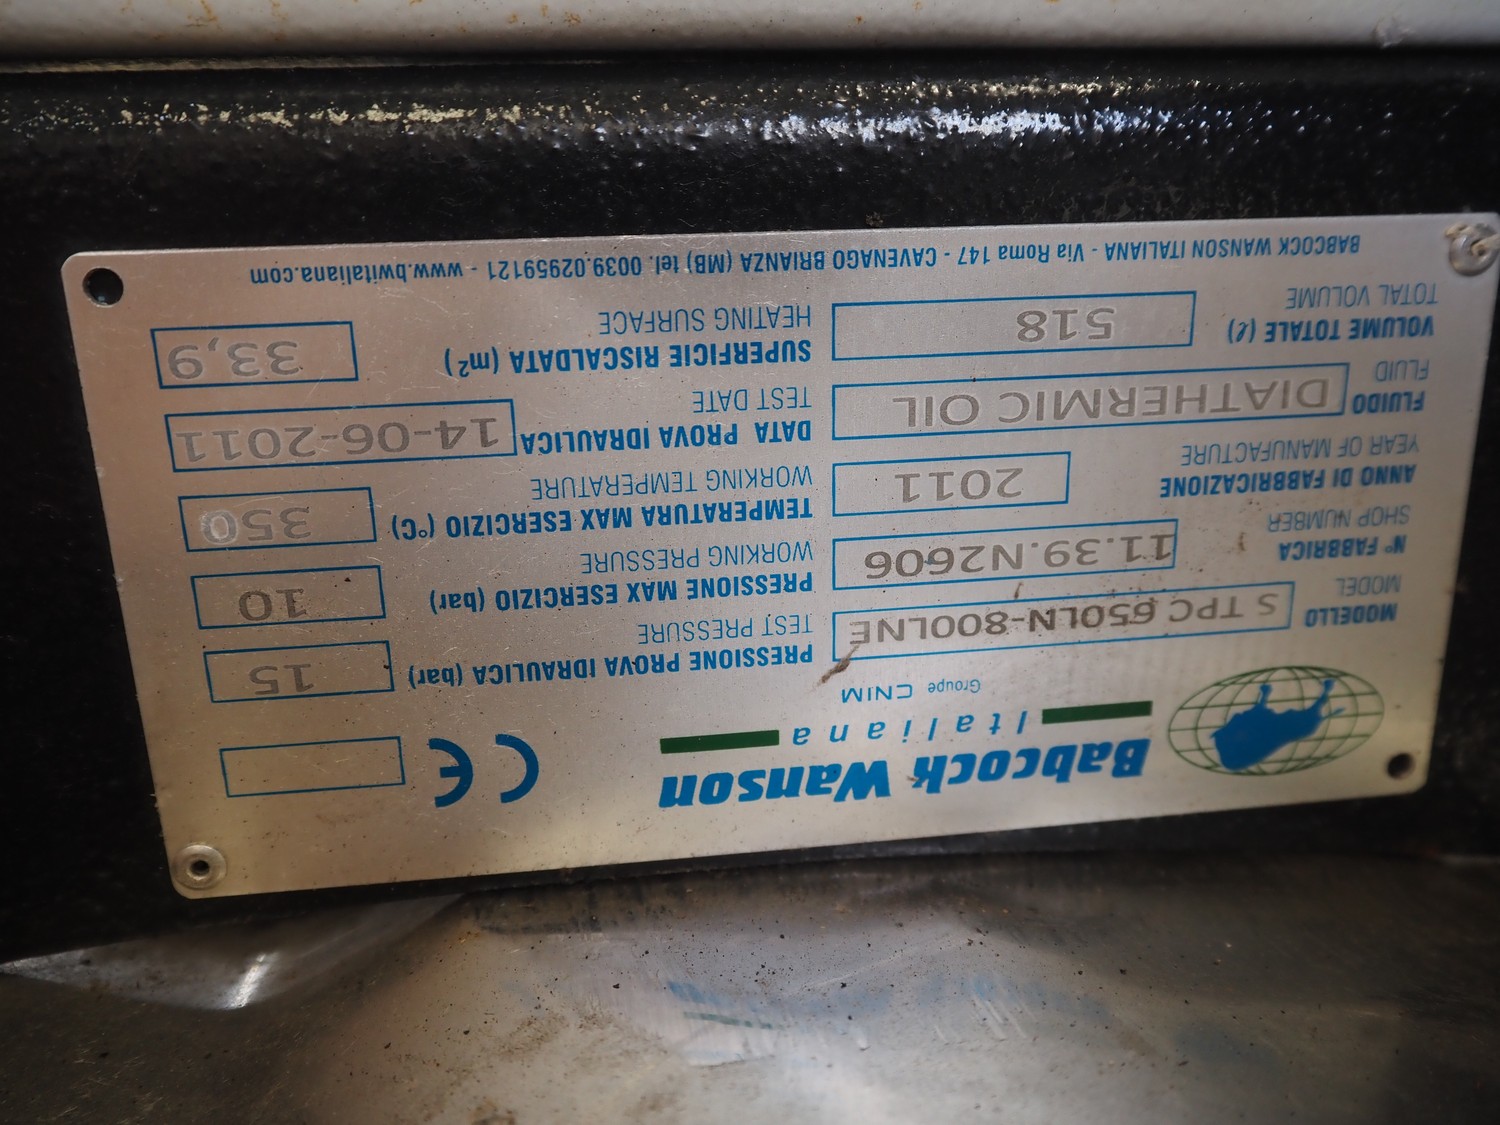 Babcock Wanson
Italiana
Groupe CNIM
CE
MODELLO
MODEL
S TPC 650LN-800LNE
N° FABBRICA
SHOP NUMBER
11.39.N2606
ANNO DI FABBRICAZIONE
YEAR OF MANUFACTURE
2011
FLUIDO
FLUID
DIATHERMIC OIL
VOLUME TOTALE (ℓ)
TOTAL VOLUME
518
PRESSIONE PROVA IDRAULICA (bar)
TEST PRESSURE
15
PRESSIONE MAX ESERCIZIO (bar)
WORKING PRESSURE
10
TEMPERATURA MAX ESERCIZIO (°C)
WORKING TEMPERATURE
350
DATA PROVA IDRAULICA
TEST DATE
14-06-2011
SUPERFICIE RISCALDATA (m²)
HEATING SURFACE
33,9
BABCOCK WANSON ITALIANA - Via Roma 147 - CAVENAGO BRIANZA (MB) tel. 0039.02959121 - www.bwitaliana.com